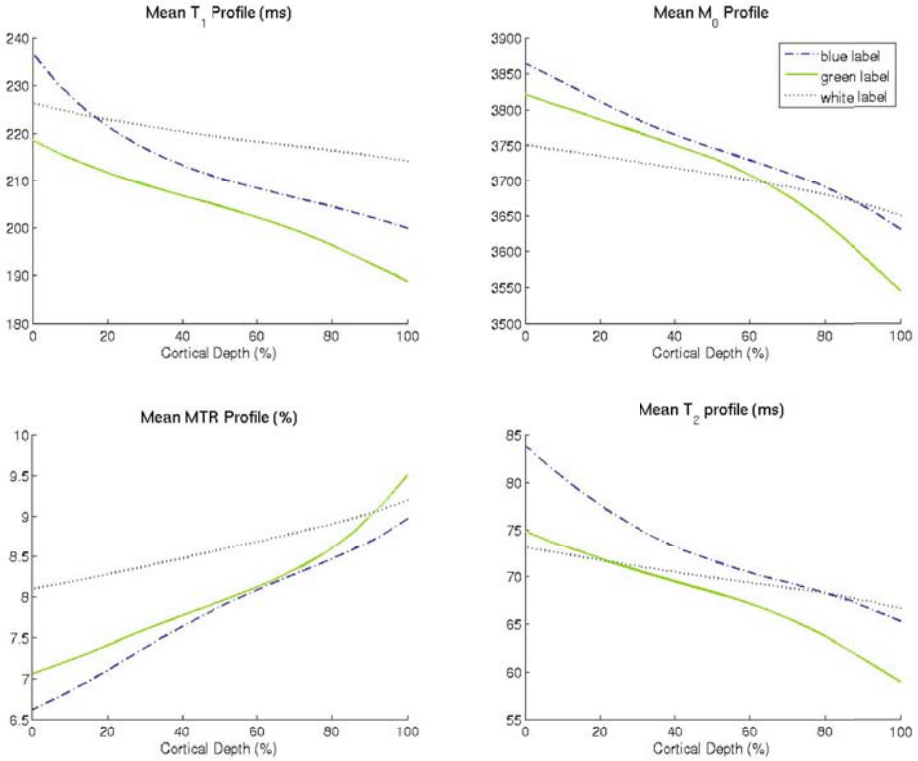 Mean T1 Profile (ms)
240
230
220
210
200
190
180
0 20 40 60 80 100
Cortical Depth (%)
Mean M0 Profile
3900
3850
3800
3750
3700
3650
3600
3550
3500
0 20 40 60 80 100
Cortical Depth (%)
blue label
green label
white label
Mean MTR Profile (%)
10
9.5
9
8.5
8
7.5
7
6.5
0 20 40 60 80 100
Cortical Depth (%)
Mean T2 profile (ms)
85
80
75
70
65
60
55
0 20 40 60 80 100
Cortical Depth (%)